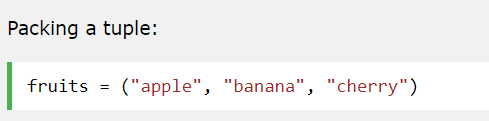 Packing a tuple:
fruits = ("apple", "banana", "cherry")